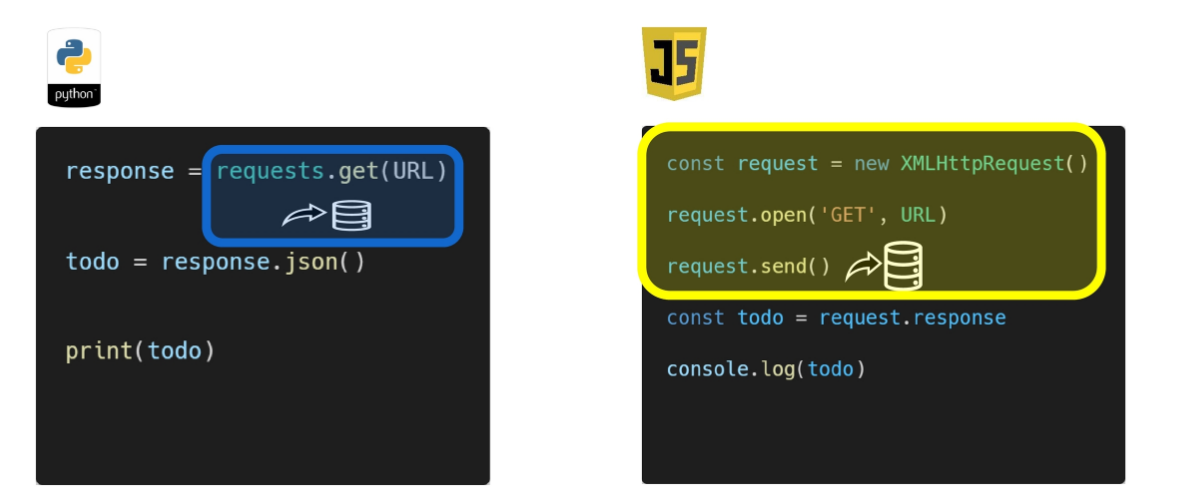 python
response = requests.get(URL)
todo = response.json()
print(todo)
JS
const request = new XMLHttpRequest()
request.open('GET', URL)
request.send()
const todo = request.response
console.log(todo)